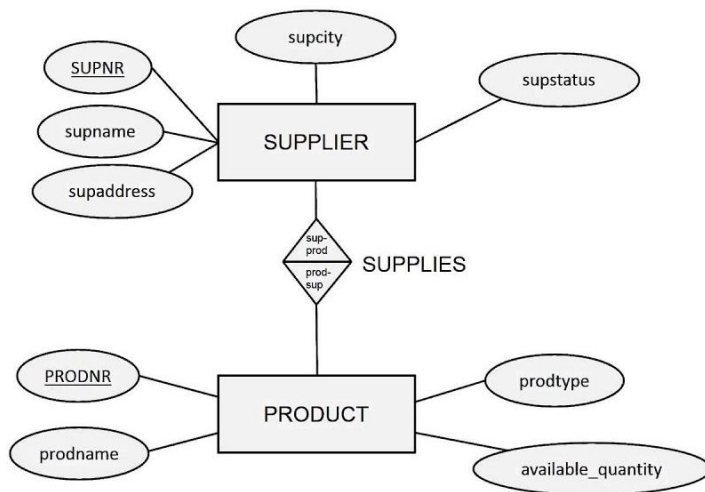 supcity
SUPNR
supstatus
supname
SUPPLIER
supaddress
sup-
prod
SUPPLIES
prod-
sup
PRODNR
prodtype
PRODUCT
prodname
available_quantity